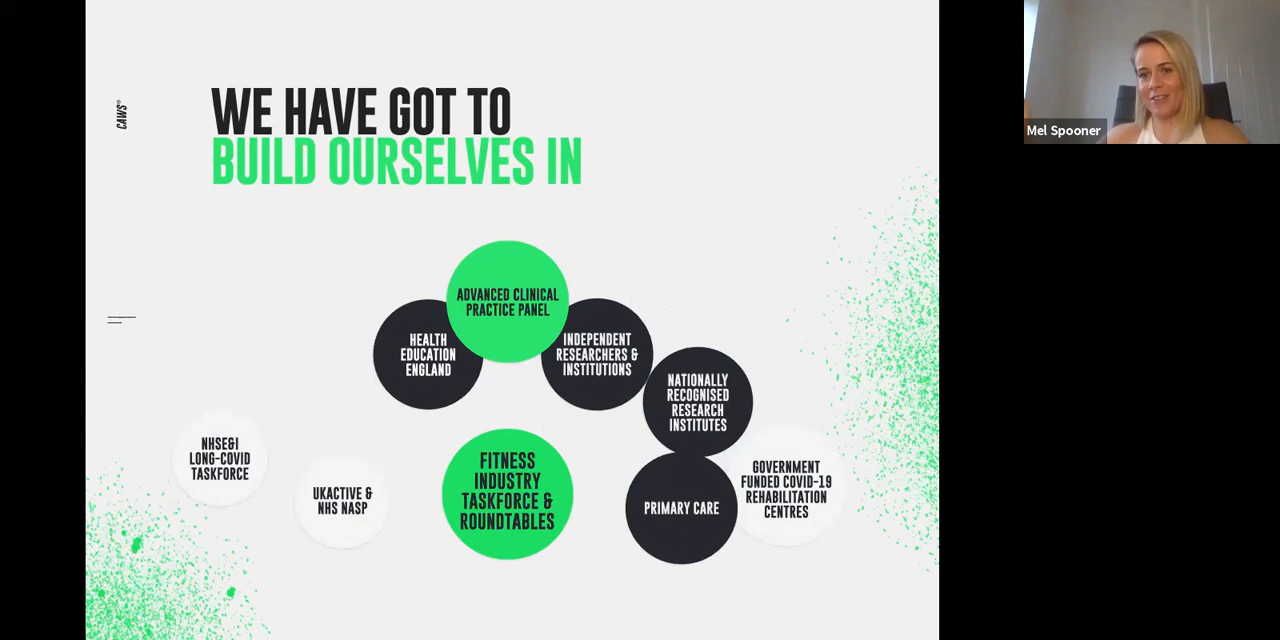 CAWS®
WE HAVE GOT TO
BUILD OURSELVES IN
ADVANCED CLINICAL
PRACTICE PANEL
HEALTH
EDUCATION
ENGLAND
INDEPENDENT
RESEARCHERS &
INSTITUTIONS
NATIONALLY
RECOGNISED
RESEARCH
INSTITUTES
NHSE&I
LONG-COVID
TASKFORCE
UKACTIVE &
NHS NASP
FITNESS
INDUSTRY
TASKFORCE &
ROUNDTABLES
PRIMARY CARE
GOVERNMENT
FUNDED COVID-19
REHABILITATION
CENTRES
Mel Spooner